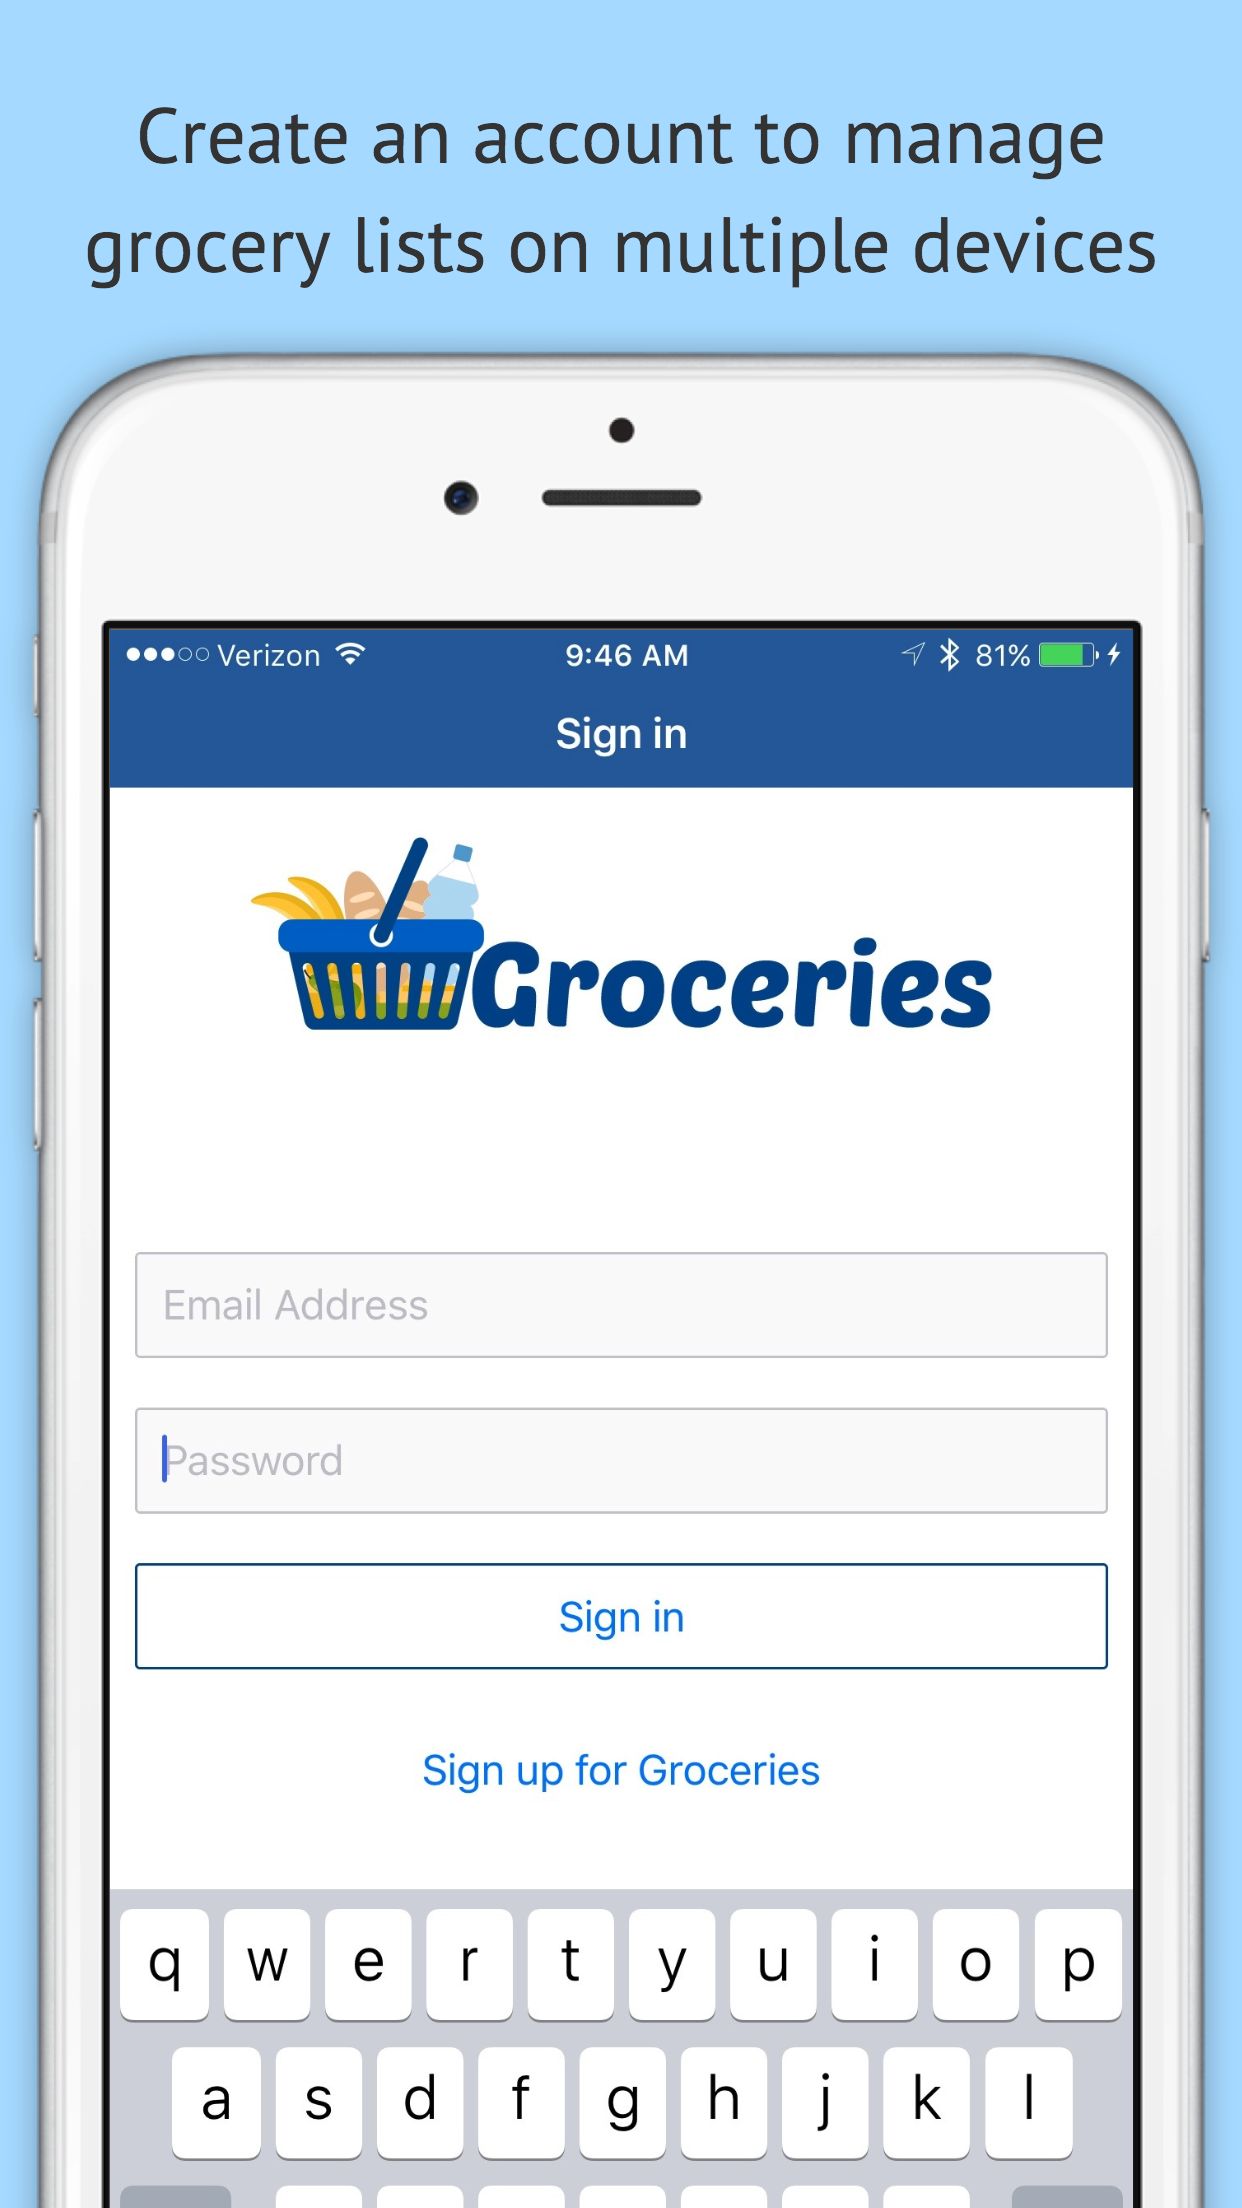 Create an account to manage
grocery lists on multiple devices
Verizon 9:46 AM 81%
Sign in
Groceries
Email Address
Password
Sign in
Sign up for Groceries
q w e r t y u i o p
a s d f g h j k l